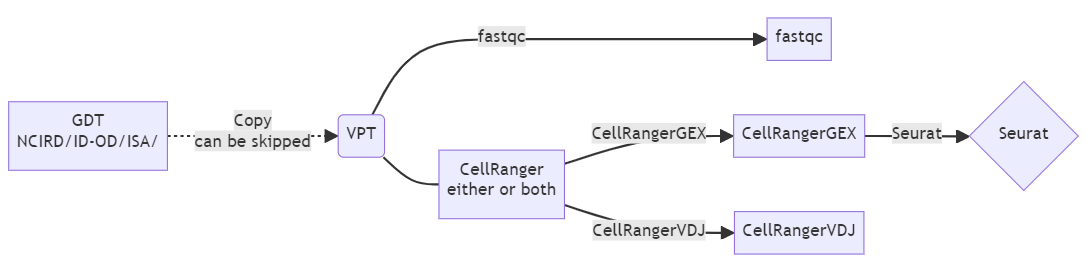 GDT
NCIRD/ID-OD/ISA/
Copy
can be skipped
VPT
fastqc
fastqc
CellRanger
either or both
CellRangerGEX
CellRangerGEX
Seurat
Seurat
CellRangerVDJ
CellRangerVDJ